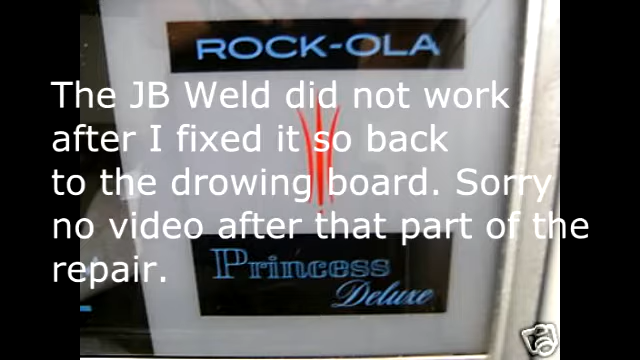 ROCK-OLA
The JB Weld did not work
after I fixed it so back
to the drowing board. Sorry
no video after that part of the
repair.
Princess
Deluxe